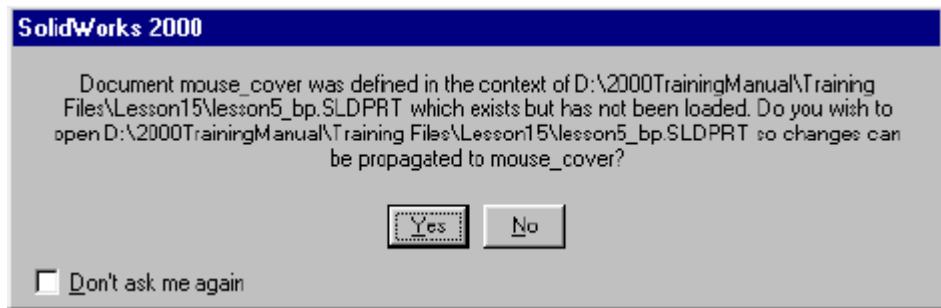 SolidWorks 2000
Document mouse_cover was defined in the context of D:\2000TrainingManual\Training
Files\Lesson15\lesson5_bp.SLDPRT which exists but has not been loaded. Do you wish to
open D:\2000TrainingManual\Training Files\Lesson15\lesson5_bp.SLDPRT so changes can
be propagated to mouse_cover?
Yes No
Don't ask me again